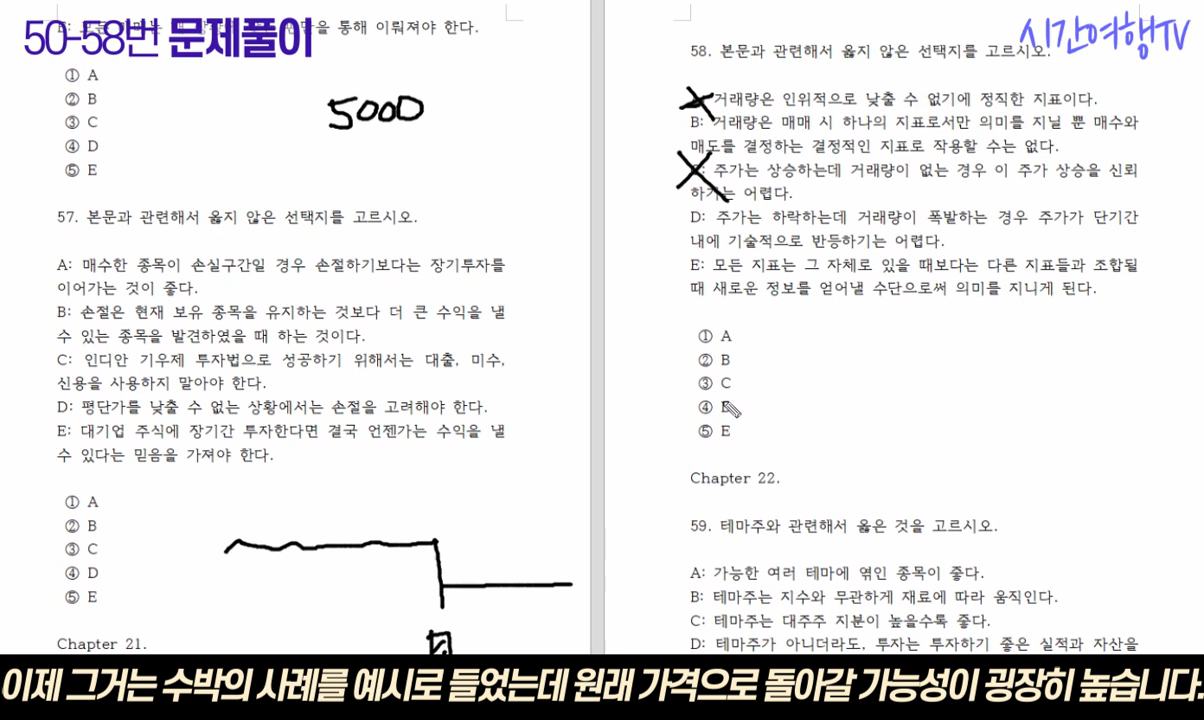 50-58번 문제풀이
통해 이뤄져야 한다.
① A
② B
③ C
④ D
⑤ E
5000
57. 본문과 관련해서 옳지 않은 선택지를 고르시오.
A: 매수한 종목이 손실구간일 경우 손절하기보다는 장기투자를
이어가는 것이 좋다.
B: 손절은 현재 보유 종목을 유지하는 것보다 더 큰 수익을 낼
수 있는 종목을 발견하였을 때 하는 것이다.
C: 인디안 기우제 투자법으로 성공하기 위해서는 대출, 미수,
신용을 사용하지 말아야 한다.
D: 평단가를 낮출 수 없는 상황에서는 손절을 고려해야 한다.
E: 대기업 주식에 장기간 투자한다면 결국 언젠가는 수익을 낼
수 있다는 믿음을 가져야 한다.
① A
② B
③ C
④ D
⑤ E
Chapter 21.
시간여행TV
58. 본문과 관련해서 옳지 않은 선택지를 고르시오.
거래량은 인위적으로 낮출 수 없기에 정직한 지표이다.
B: 거래량은 매매 시 하나의 지표로서만 의미를 지닐 뿐 매수와
매도를 결정하는 결정적인 지표로 작용할 수는 없다.
주가는 상승하는데 거래량이 없는 경우 이 주가 상승을 신뢰
하기는 어렵다.
D: 주가는 하락하는데 거래량이 폭발하는 경우 주가가 단기간
내에 기술적으로 반등하기는 어렵다.
E: 모든 지표는 그 자체로 있을 때보다는 다른 지표들과 조합될
때 새로운 정보를 얻어낼 수단으로써 의미를 지니게 된다.
① A
② B
③ C
④
⑤ E
Chapter 22.
59. 테마주와 관련해서 옳은 것을 고르시오.
A: 가능한 여러 테마에 엮인 종목이 좋다.
B: 테마주는 지수와 무관하게 재료에 따라 움직인다.
C: 테마주는 대주주 지분이 높을수록 좋다.
D: 테마주가 아니더라도, 투자는 투자하기 좋은 실적과 자산을
이제 그거는 수박의 사례를 예시로 들었는데 원래 가격으로 돌아갈 가능성이 굉장히 높습니다